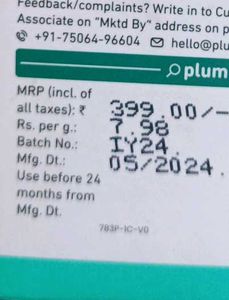 Feedback/complaints? Write in to Cu
Associate on "Mktd By" address on p
+91-75064-96604 hello@plu
plum
MRP (incl. of
all taxes): ₹ 399.00/-
Rs. per g.: 7.98
Batch No.: IY24
Mfg. Dt.: 05/2024
Use before 24
months from
Mfg. Dt.
783P-IC-V0